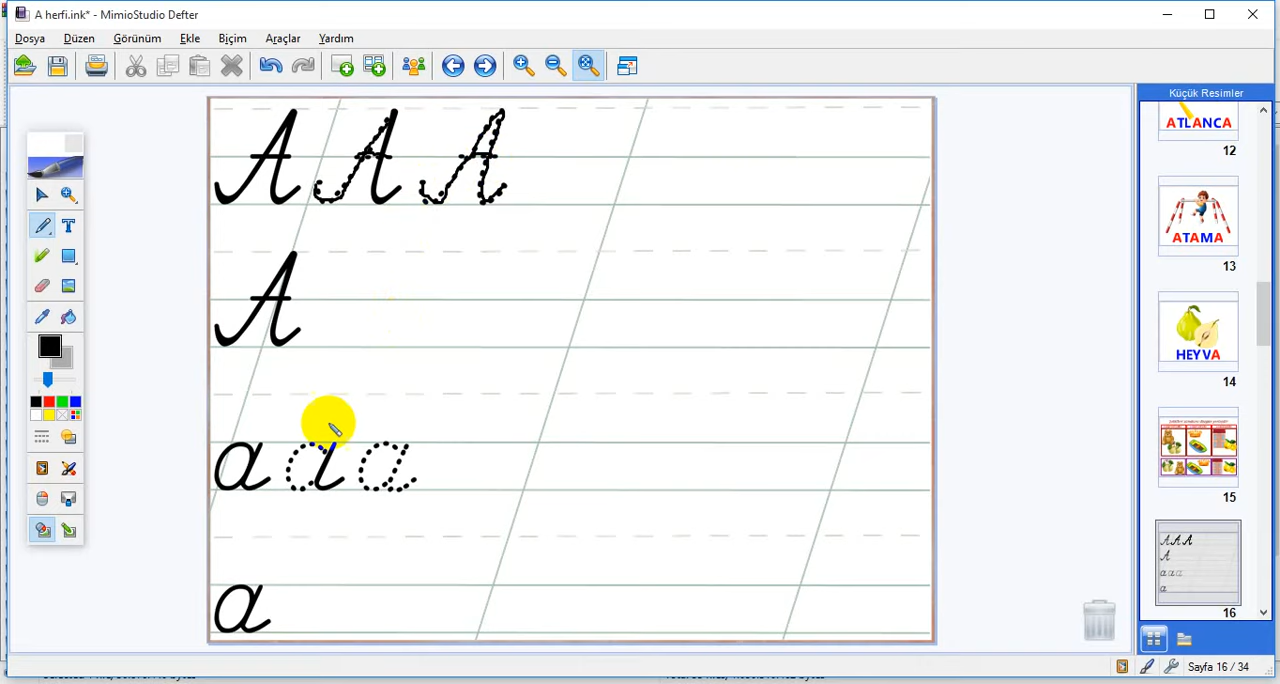 A herfi.ink* - MimioStudio Defter
Dosya Düzen Görünüm Ekle Biçim Araçlar Yardım
A A A
A
a a a
a
Küçük Resimler
ATLANCA
12
ATAMA
13
HEYVA
14
15
A A A
A
a a a
a
16
Sayfa 16 / 34